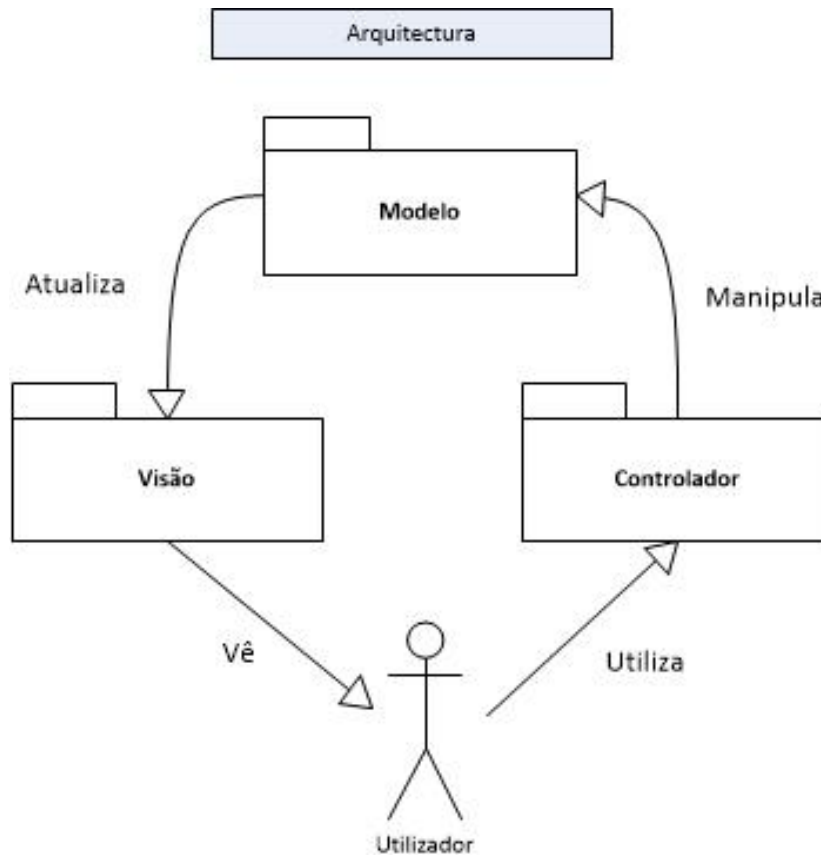 Arquitectura
Modelo
Atualiza
Manipula
Visão
Controlador
Vê
Utiliza
Utilizador